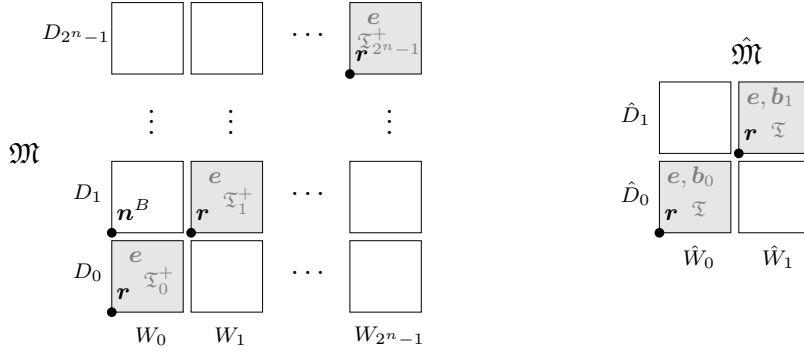 𝔐
D_{2^n−1}
e
𝔗^+_{2^n−1}
r
⋯
⋮ ⋮ ⋮
D_1
n^B
e
𝔗^+_1
r
⋯
D_0
e
𝔗^+_0
r
⋯
W_0 W_1 W_{2^n−1}
𝔐̂
D̂_1
e, b_1
r 𝔗
D̂_0
e, b_0
r 𝔗
Ŵ_0 Ŵ_1